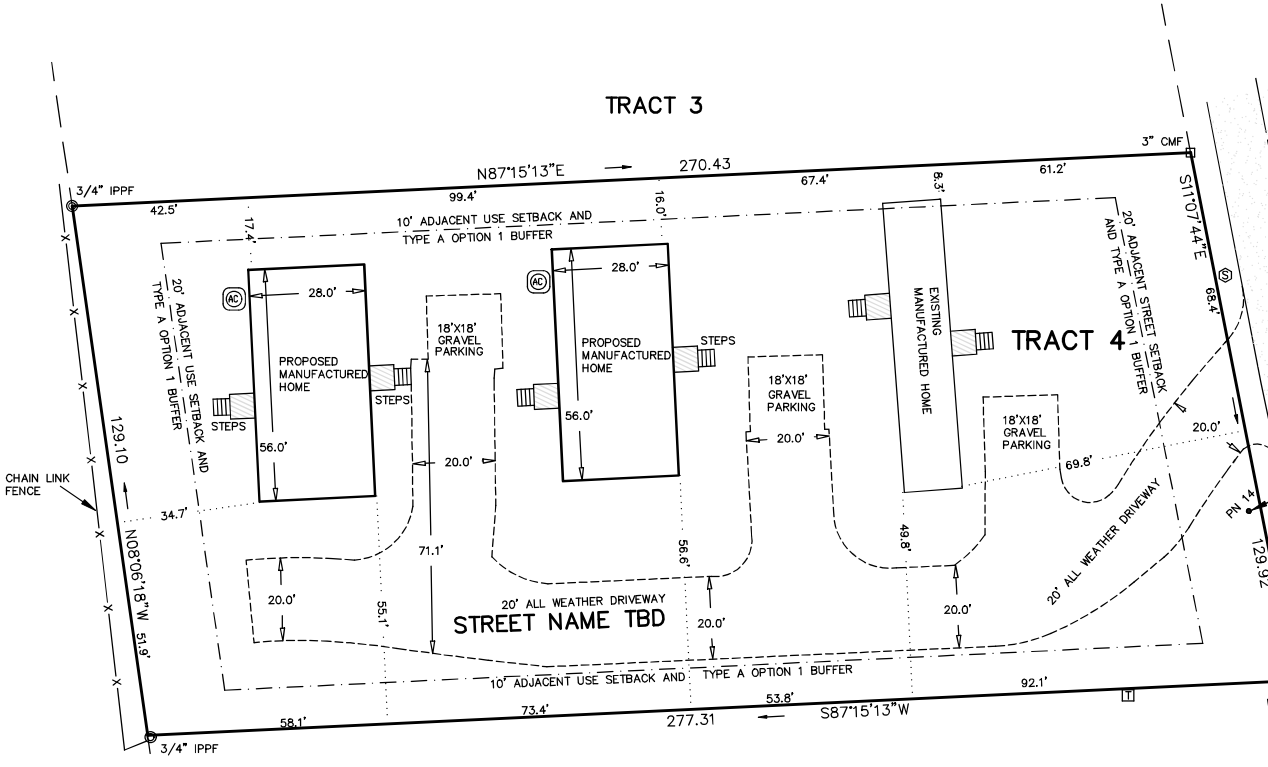 TRACT 3
3" CMF
N87°15'13"E
270.43
3/4" IPPF
42.5'
99.4'
67.4'
61.2'
17.4'
16.0'
8.3'
S11°07'44"E
68.4'
10' ADJACENT USE SETBACK AND
TYPE A OPTION 1 BUFFER
20' ADJACENT USE SETBACK AND
TYPE A OPTION 1 BUFFER
20' ADJACENT STREET SETBACK
AND TYPE A OPTION 1 BUFFER
AC
28.0'
PROPOSED
MANUFACTURED
HOME
56.0'
STEPS
STEPS
18'X18'
GRAVEL
PARKING
20.0'
71.1'
AC
28.0'
PROPOSED
MANUFACTURED
HOME
56.0'
STEPS
18'X18'
GRAVEL
PARKING
20.0'
EXISTING
MANUFACTURED HOME
TRACT 4
18'X18'
GRAVEL
PARKING
S
20.0'
69.8'
PN 14
129.92
20' ALL WEATHER DRIVEWAY
CHAIN LINK
FENCE
129.10
N08°06'18"W
51.9'
X
X
X
X
X
X
X
34.7'
20.0'
55.1'
56.6'
49.8'
20' ALL WEATHER DRIVEWAY
STREET NAME TBD
20.0'
20.0'
10' ADJACENT USE SETBACK AND
TYPE A OPTION 1 BUFFER
58.1'
73.4'
53.8'
92.1'
277.31
S87°15'13"W
T
3/4" IPPF